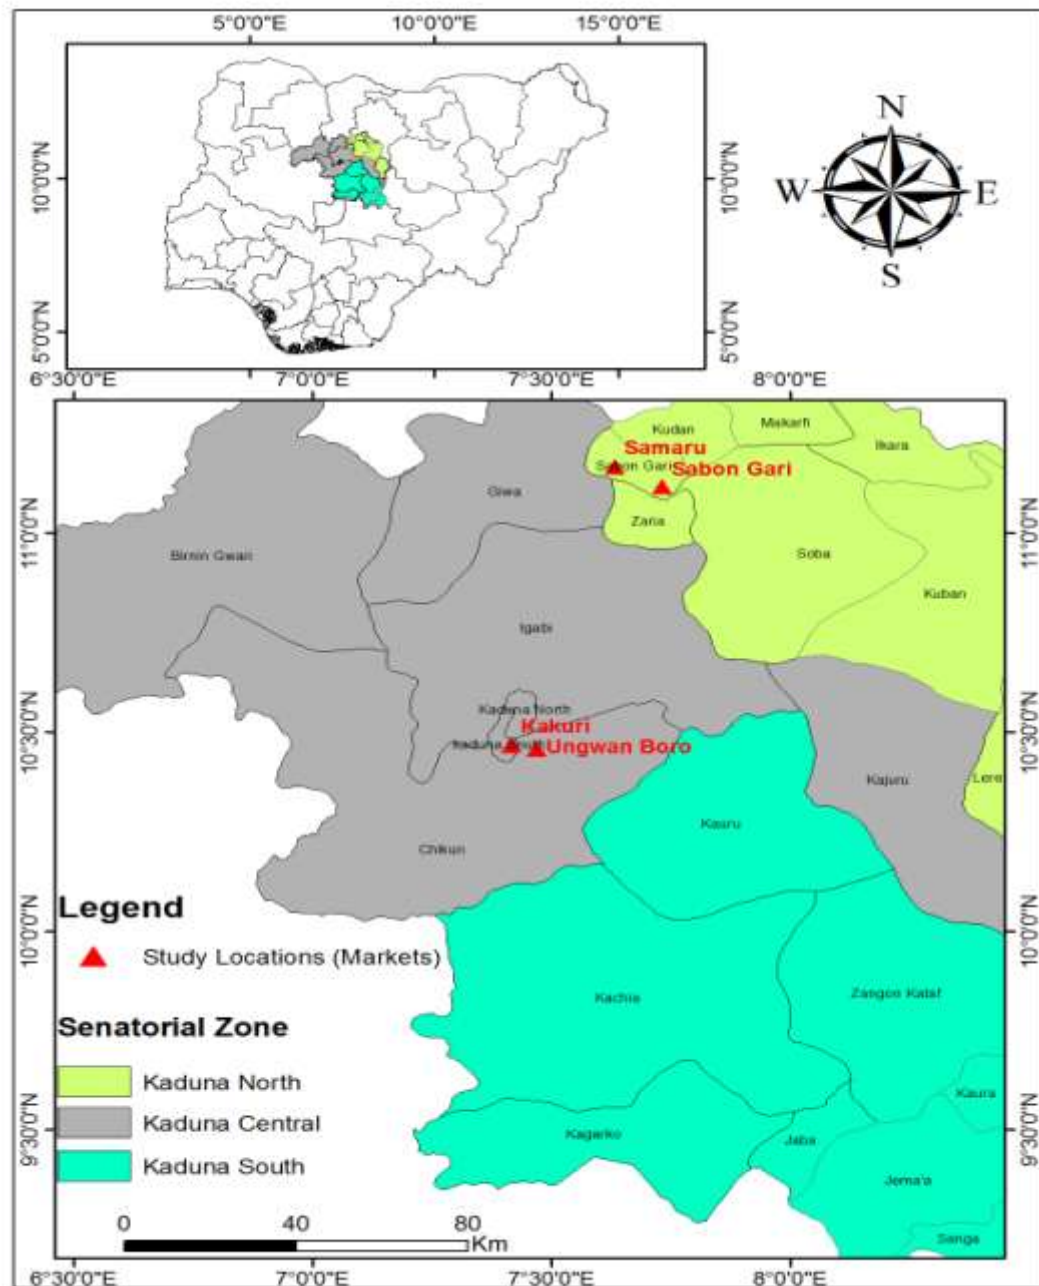 5°0'0"E 10°0'0"E 15°0'0"E
10°0'0"N 10°0'0"N
5°0'0"N 5°0'0"N
N
W E
S
6°30'0"E 7°0'0"E 7°30'0"E 8°0'0"E
Kudan Makarfi Ikara
Samaru
Sabon Gari Sabon Gari
Giwa
Zaria
11°0'0"N 11°0'0"N
Birnin Gwari Soba
Kuban
Igabi
Kaduna North
10°30'0"N 10°30'0"N
Kakuri
Kaduna South Ungwan Boro
Kajuru Lere
Kauru
Chikun
Legend
10°0'0"N 10°0'0"N
Study Locations (Markets)
Kachia Zangon Kataf
Senatorial Zone
Kaduna North
Kaura
Kaduna Central
9°30'0"N 9°30'0"N
Kagarko Jaba
Kaduna South
Jema'a
0 40 80
Km
Sanga
6°30'0"E 7°0'0"E 7°30'0"E 8°0'0"E